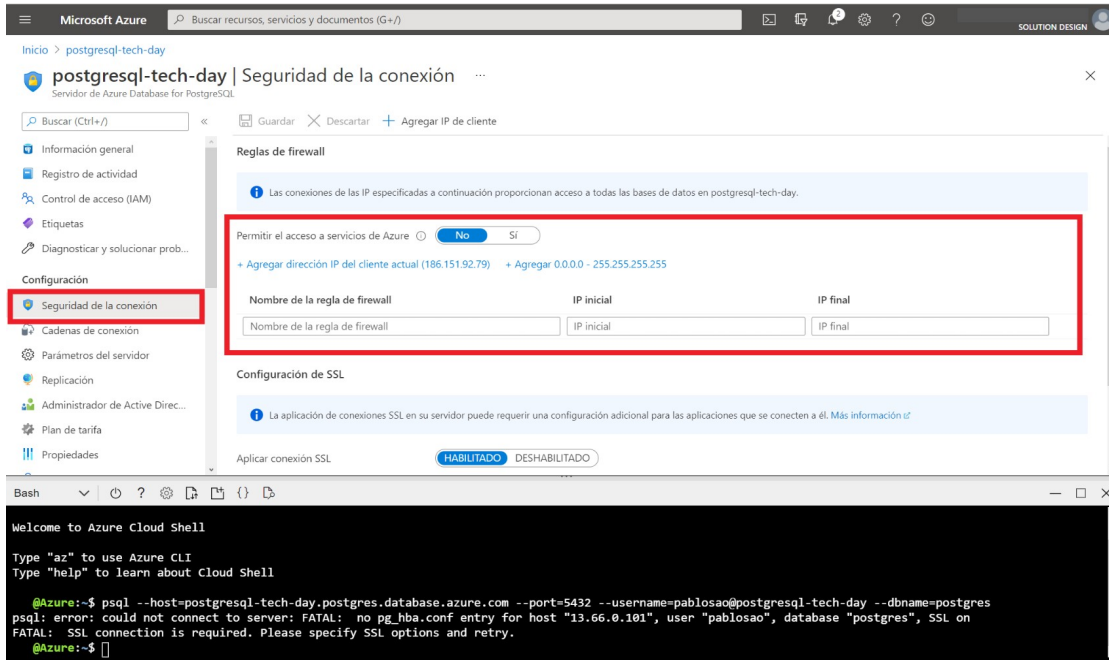 Microsoft Azure
Buscar recursos, servicios y documentos (G+/)
2
SOLUTION DESIGN
Inicio > postgresql-tech-day
postgresql-tech-day | Seguridad de la conexión ...
Servidor de Azure Database for PostgreSQL
Buscar (Ctrl+/)
«
Guardar
Descartar
Agregar IP de cliente
Información general
Registro de actividad
Control de acceso (IAM)
Etiquetas
Diagnosticar y solucionar prob...
Configuración
Seguridad de la conexión
Cadenas de conexión
Parámetros del servidor
Replicación
Administrador de Active Direc...
Plan de tarifa
Propiedades
Reglas de firewall
Las conexiones de las IP especificadas a continuación proporcionan acceso a todas las bases de datos en postgresql-tech-day.
Permitir el acceso a servicios de Azure No Sí
+ Agregar dirección IP del cliente actual (186.151.92.79) + Agregar 0.0.0.0 - 255.255.255.255
Nombre de la regla de firewall IP inicial IP final
Nombre de la regla de firewall IP inicial IP final
Configuración de SSL
La aplicación de conexiones SSL en su servidor puede requerir una configuración adicional para las aplicaciones que se conecten a él. Más información
Aplicar conexión SSL HABILITADO DESHABILITADO
Bash
Welcome to Azure Cloud Shell
Type "az" to use Azure CLI
Type "help" to learn about Cloud Shell
@Azure:~$ psql --host=postgresql-tech-day.postgres.database.azure.com --port=5432 --username=pablosao@postgresql-tech-day --dbname=postgres
psql: error: could not connect to server: FATAL:  no pg_hba.conf entry for host "13.66.0.101", user "pablosao", database "postgres", SSL on
FATAL:  SSL connection is required. Please specify SSL options and retry.
@Azure:~$